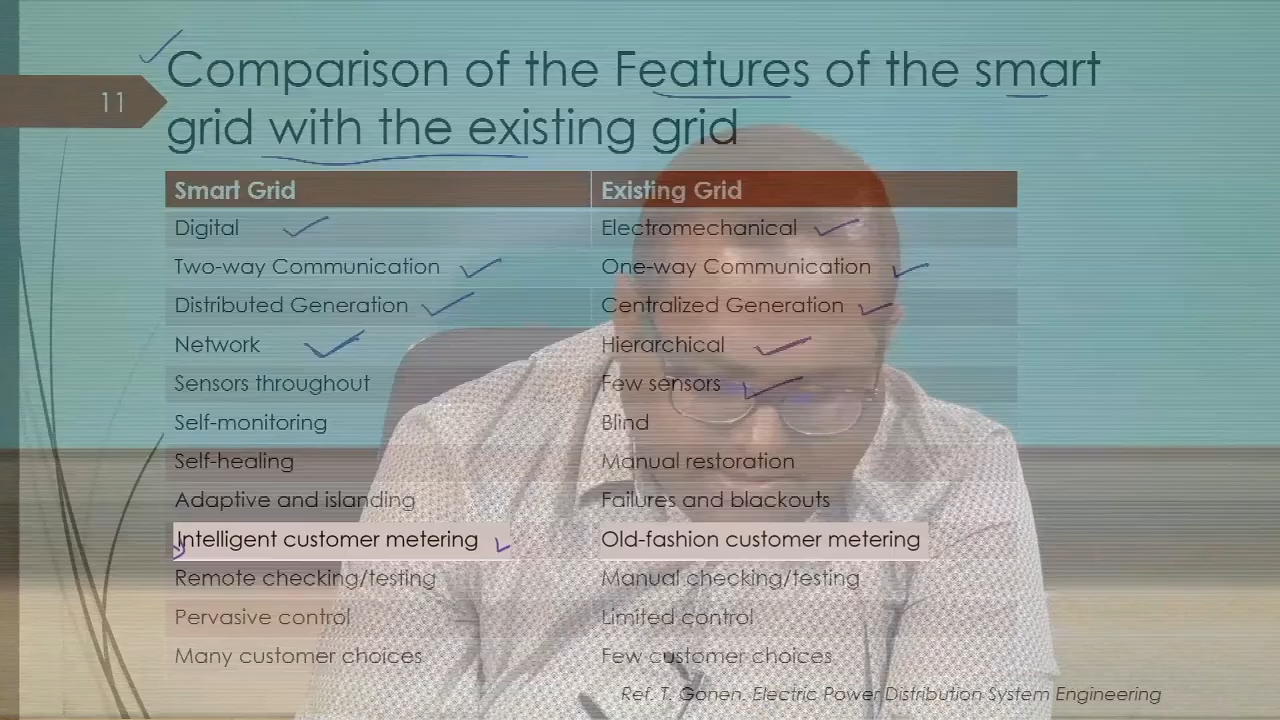 11
Comparison of the Features of the smart
grid with the existing grid
Smart Grid Existing Grid
Digital Electromechanical
Two-way Communication One-way Communication
Distributed Generation Centralized Generation
Network Hierarchical
Sensors throughout Few sensors
Self-monitoring Blind
Self-healing Manual restoration
Adaptive and islanding Failures and blackouts
Intelligent customer metering Old-fashion customer metering
Remote checking/testing Manual checking/testing
Pervasive control Limited control
Many customer choices Few customer choices
Ref. T. Gonen, Electric Power Distribution System Engineering